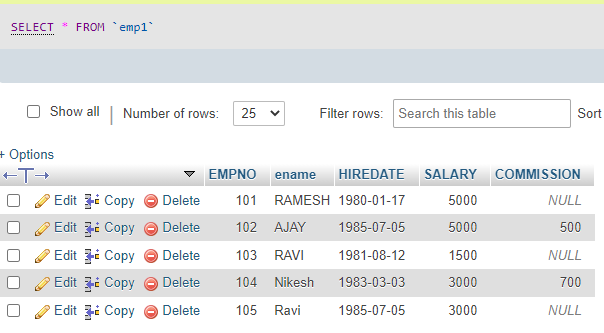 SELECT * FROM `emp1`
Show all | Number of rows: 25 Filter rows: Search this table Sort
+ Options
EMPNO ename HIREDATE SALARY COMMISSION
Edit Copy Delete 101 RAMESH 1980-01-17 5000 NULL
Edit Copy Delete 102 AJAY 1985-07-05 5000 500
Edit Copy Delete 103 RAVI 1981-08-12 1500 NULL
Edit Copy Delete 104 Nikesh 1983-03-03 3000 700
Edit Copy Delete 105 Ravi 1985-07-05 3000 NULL